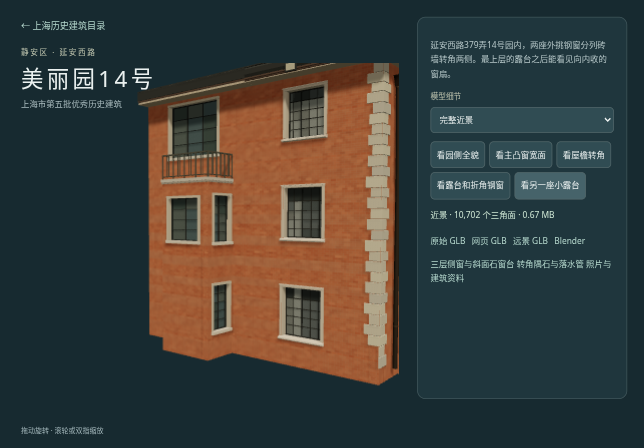 ← 上海历史建筑目录
静安区 · 延安西路
美丽园14号
上海市第五批优秀历史建筑
延安西路379弄14号园内，两座外挑钢窗分列砖
墙转角两侧。最上层的露台之后能看见向内收的
窗扇。
模型细节
完整近景
看园侧全貌 看主凸窗宽面 看屋檐转角
看露台和折角钢窗 看另一座小露台
近景 · 10,702 个三角面 · 0.67 MB
原始 GLB 网页 GLB 远景 GLB Blender
三层侧窗与斜面石窗台 转角隔石与落水管 照片与
建筑资料
拖动旋转 · 滚轮或双指缩放